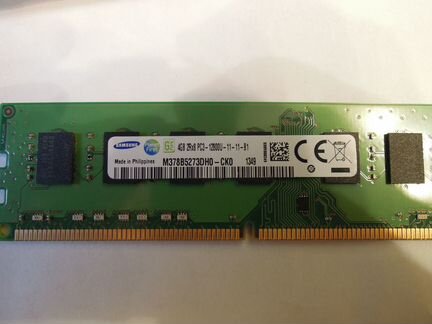 SAMSUNG
4GB 2Rx8 PC3-12800U-11-11-B1
Made in Philippines
M378B5273DH0-CK0
1349
CE